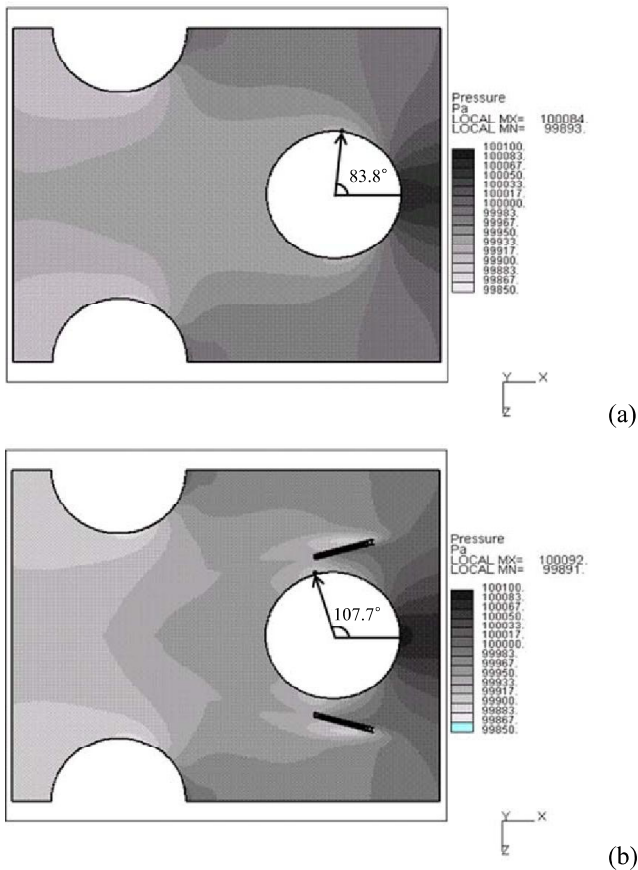 Pressure
Pa
LOCAL MX= 100084.
LOCAL MN= 99893.
100100.
100083.
100067.
100050.
100033.
100017.
100000.
99983.
99967.
99950.
99933.
99917.
99900.
99883.
99867.
99850.
83.8°
Y X
Z
(a)
Pressure
Pa
LOCAL MX= 100092.
LOCAL MN= 99891.
100100.
100083.
100067.
100050.
100033.
100017.
100000.
99983.
99967.
99950.
99933.
99917.
99900.
99883.
99867.
99850.
107.7°
Y X
Z
(b)